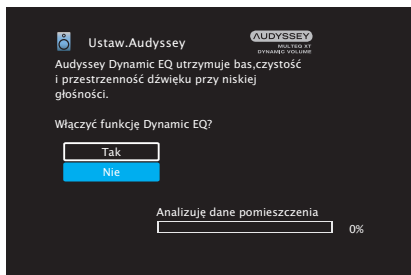 Ustaw.Audyssey
AUDYSSEY
MULTEQ XT
DYNAMIC VOLUME
Audyssey Dynamic EQ utrzymuje bas,czystość
i przestrzenność dźwięku przy niskiej
głośności.
Włączyć funkcję Dynamic EQ?
Tak
Nie
Analizuję dane pomieszczenia
0%